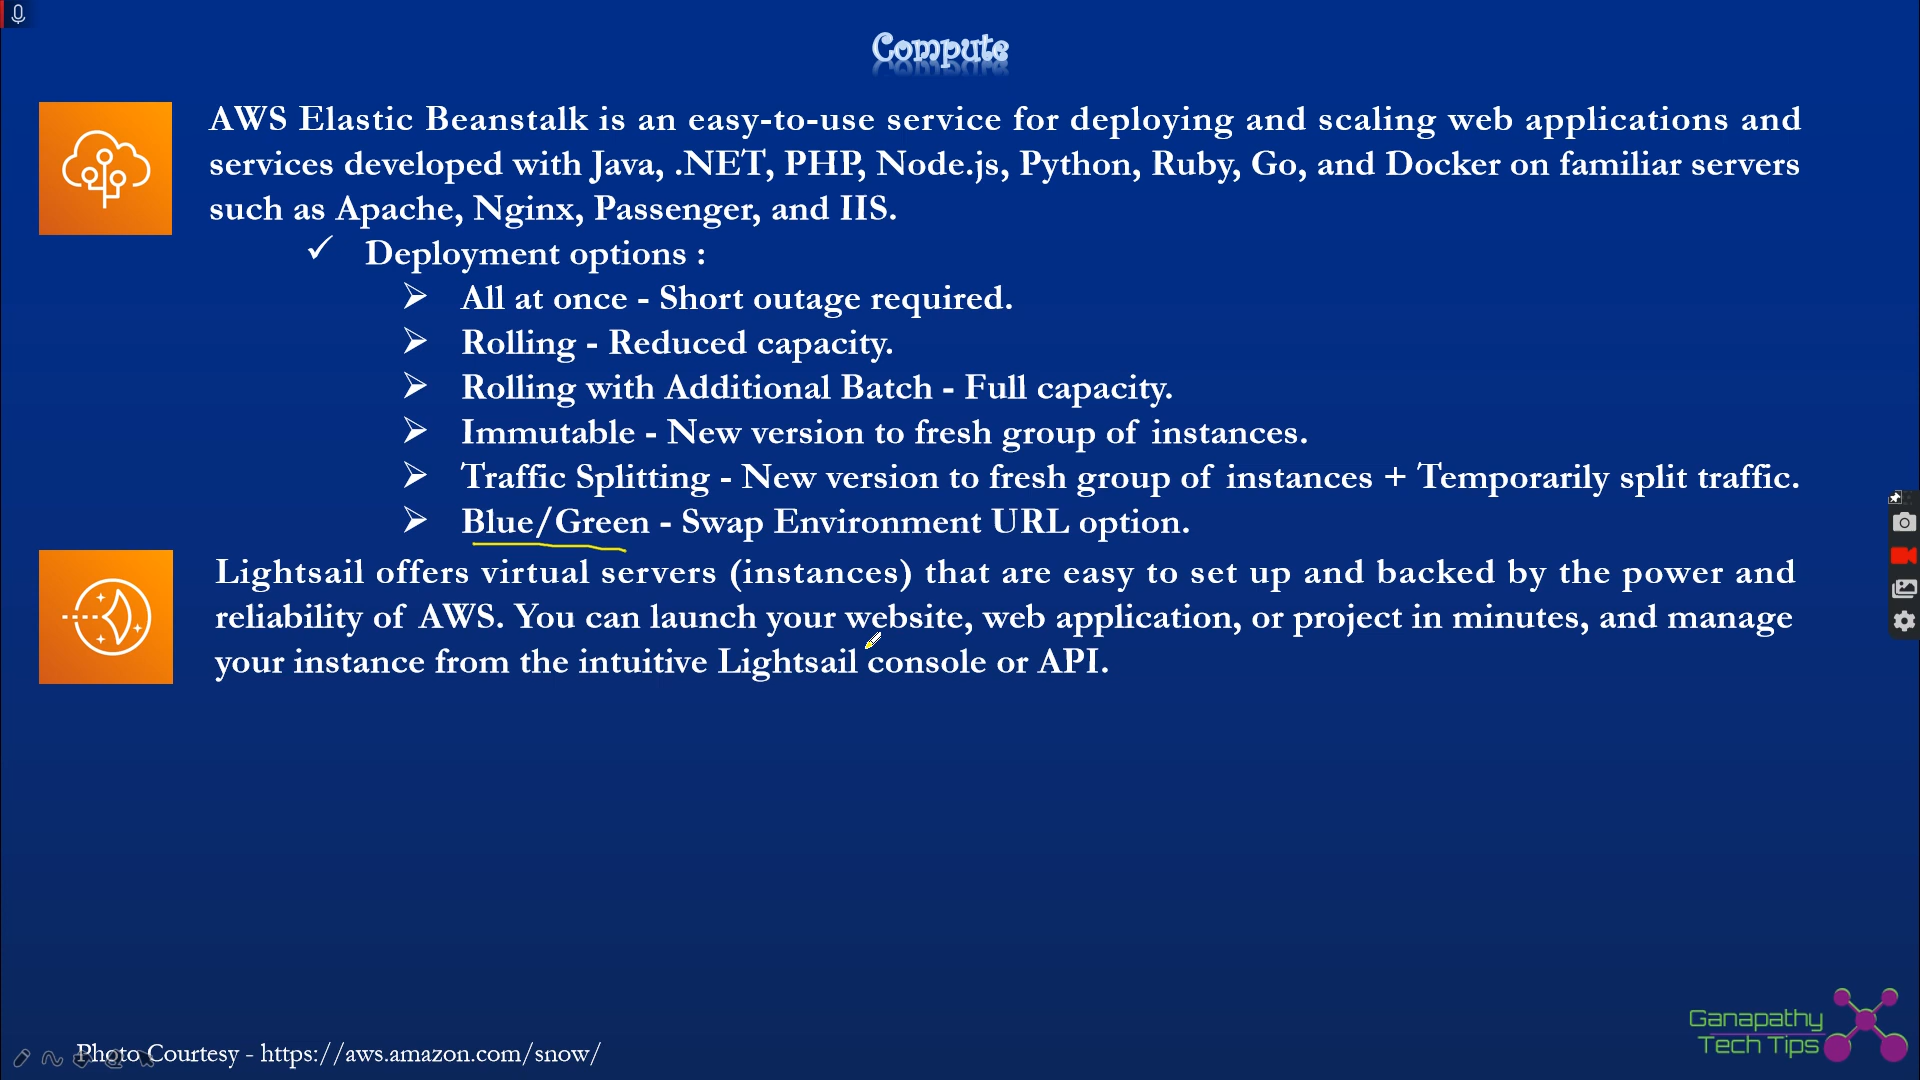 Compute
AWS Elastic Beanstalk is an easy-to-use service for deploying and scaling web applications and
services developed with Java, .NET, PHP, Node.js, Python, Ruby, Go, and Docker on familiar servers
such as Apache, Nginx, Passenger, and IIS.
✓ Deployment options :
➢ All at once - Short outage required.
➢ Rolling - Reduced capacity.
➢ Rolling with Additional Batch - Full capacity.
➢ Immutable - New version to fresh group of instances.
➢ Traffic Splitting - New version to fresh group of instances + Temporarily split traffic.
➢ Blue/Green - Swap Environment URL option.
Lightsail offers virtual servers (instances) that are easy to set up and backed by the power and
reliability of AWS. You can launch your website, web application, or project in minutes, and manage
your instance from the intuitive Lightsail console or API.
Photo Courtesy - https://aws.amazon.com/snow/
Ganapathy
Tech Tips